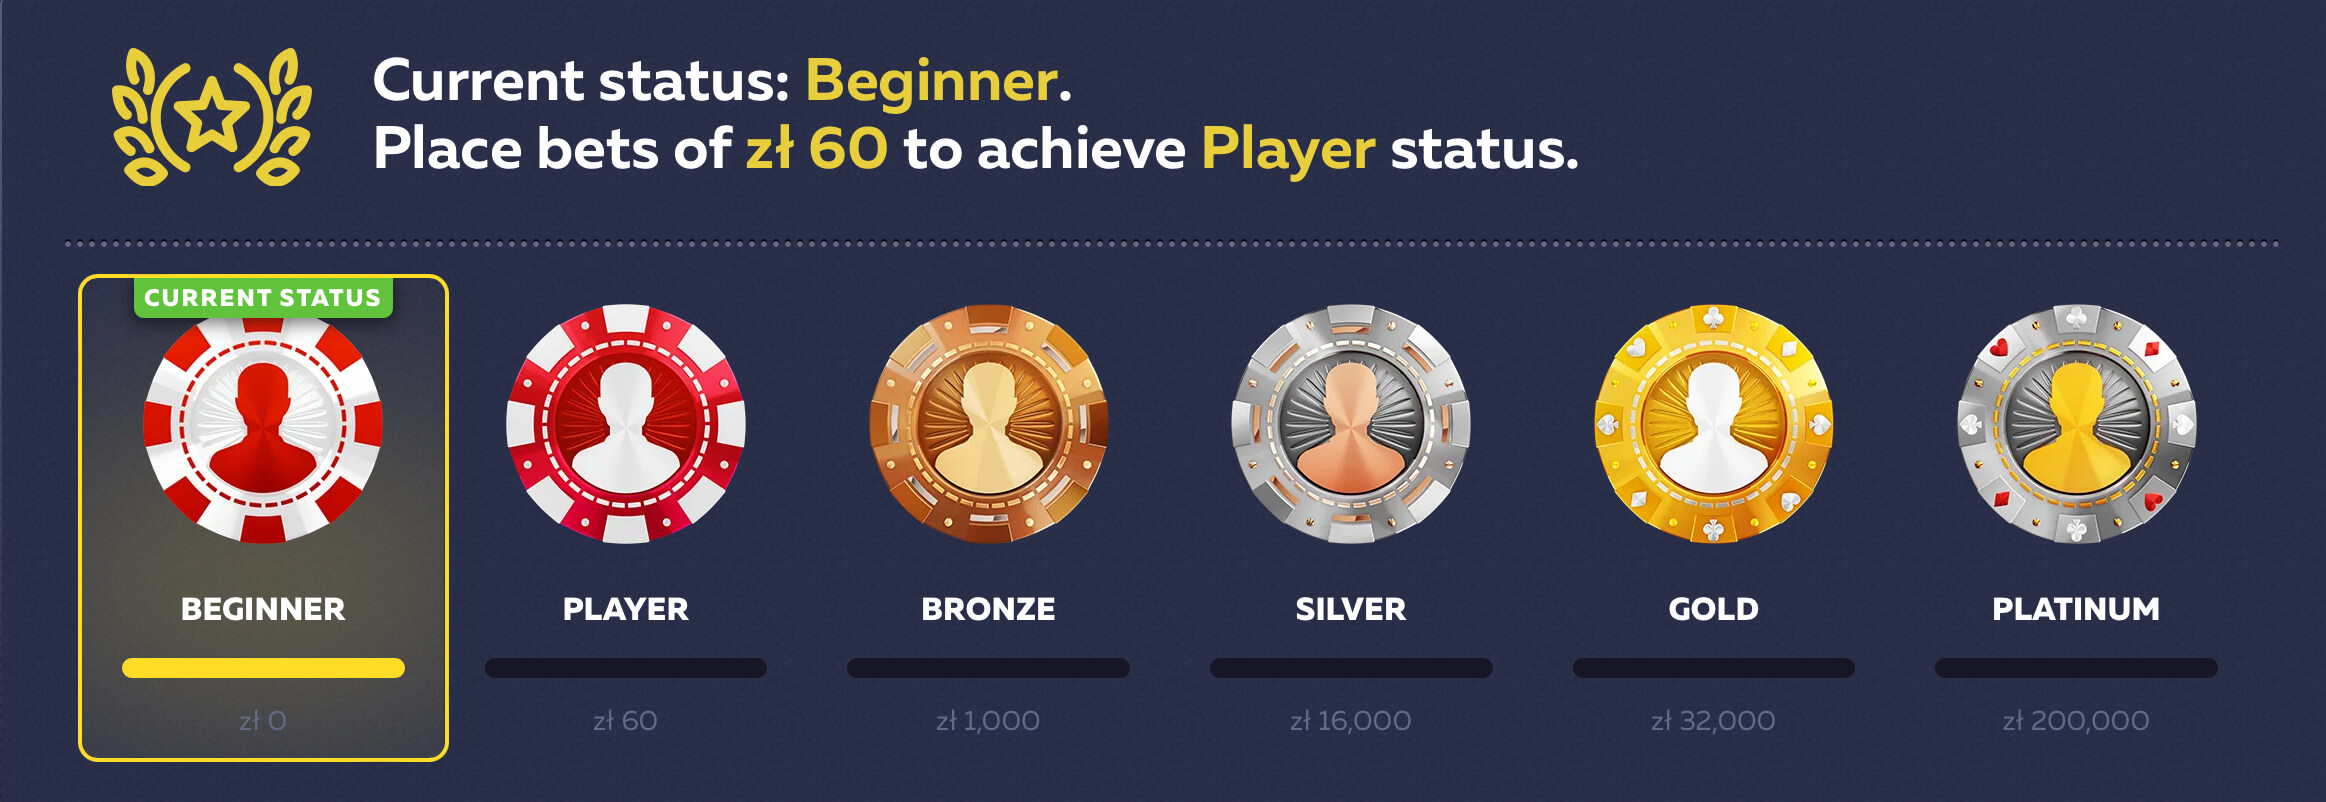 Current status: Beginner.
Place bets of zł 60 to achieve Player status.
CURRENT STATUS
BEGINNER
zł 0
PLAYER
zł 60
BRONZE
zł 1,000
SILVER
zł 16,000
GOLD
zł 32,000
PLATINUM
zł 200,000